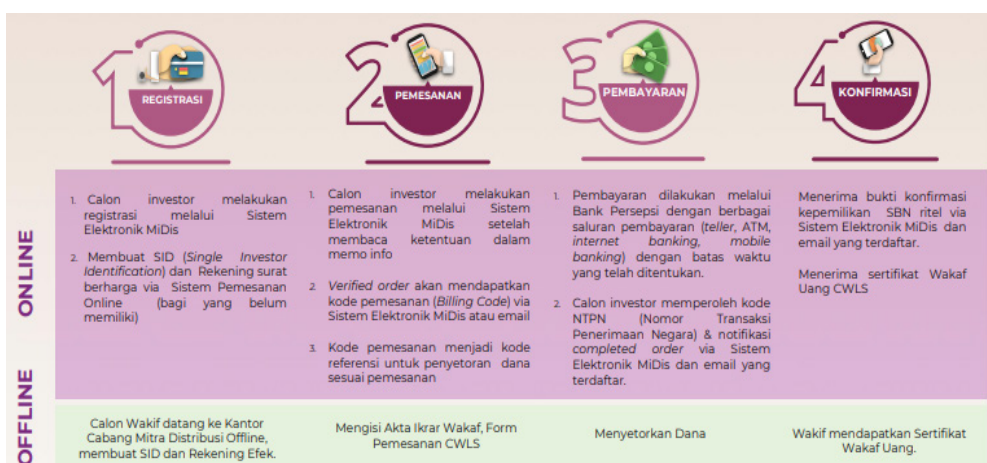 1
REGISTRASI
2
PEMESANAN
3
PEMBAYARAN
4
KONFIRMASI
ONLINE
1. Calon investor melakukan
registrasi melalui Sistem
Elektronik MiDis
2. Membuat SID (Single Investor
Identification) dan Rekening surat
berharga via Sistem Pemesanan
Online (bagi yang belum
memiliki)
1. Calon investor melakukan
pemesanan melalui Sistem
Elektronik MiDis setelah
membaca ketentuan dalam
memo info
2. Verified order akan mendapatkan
kode pemesanan (Billing Code) via
Sistem Elektronik MiDis atau email
3. Kode pemesanan menjadi kode
referensi untuk penyetoran dana
sesuai pemesanan
1. Pembayaran dilakukan melalui
Bank Persepsi dengan berbagai
saluran pembayaran (teller, ATM,
internet banking, mobile
banking) dengan batas waktu
yang telah ditentukan.
2. Calon investor memperoleh kode
NTPN (Nomor Transaksi
Penerimaan Negara) & notifikasi
completed order via Sistem
Elektronik MiDis dan email yang
terdaftar.
Menerima bukti konfirmasi
kepemilikan SBN ritel via
Sistem Elektronik MiDis dan
email yang terdaftar.
Menerima sertifikat Wakaf
Uang CWLS
OFFLINE
Calon Wakif datang ke Kantor
Cabang Mitra Distribusi Offline,
membuat SID dan Rekening Efek.
Mengisi Akta Ikrar Wakaf, Form
Pemesanan CWLS
Menyetorkan Dana
Wakif mendapatkan Sertifikat
Wakaf Uang.